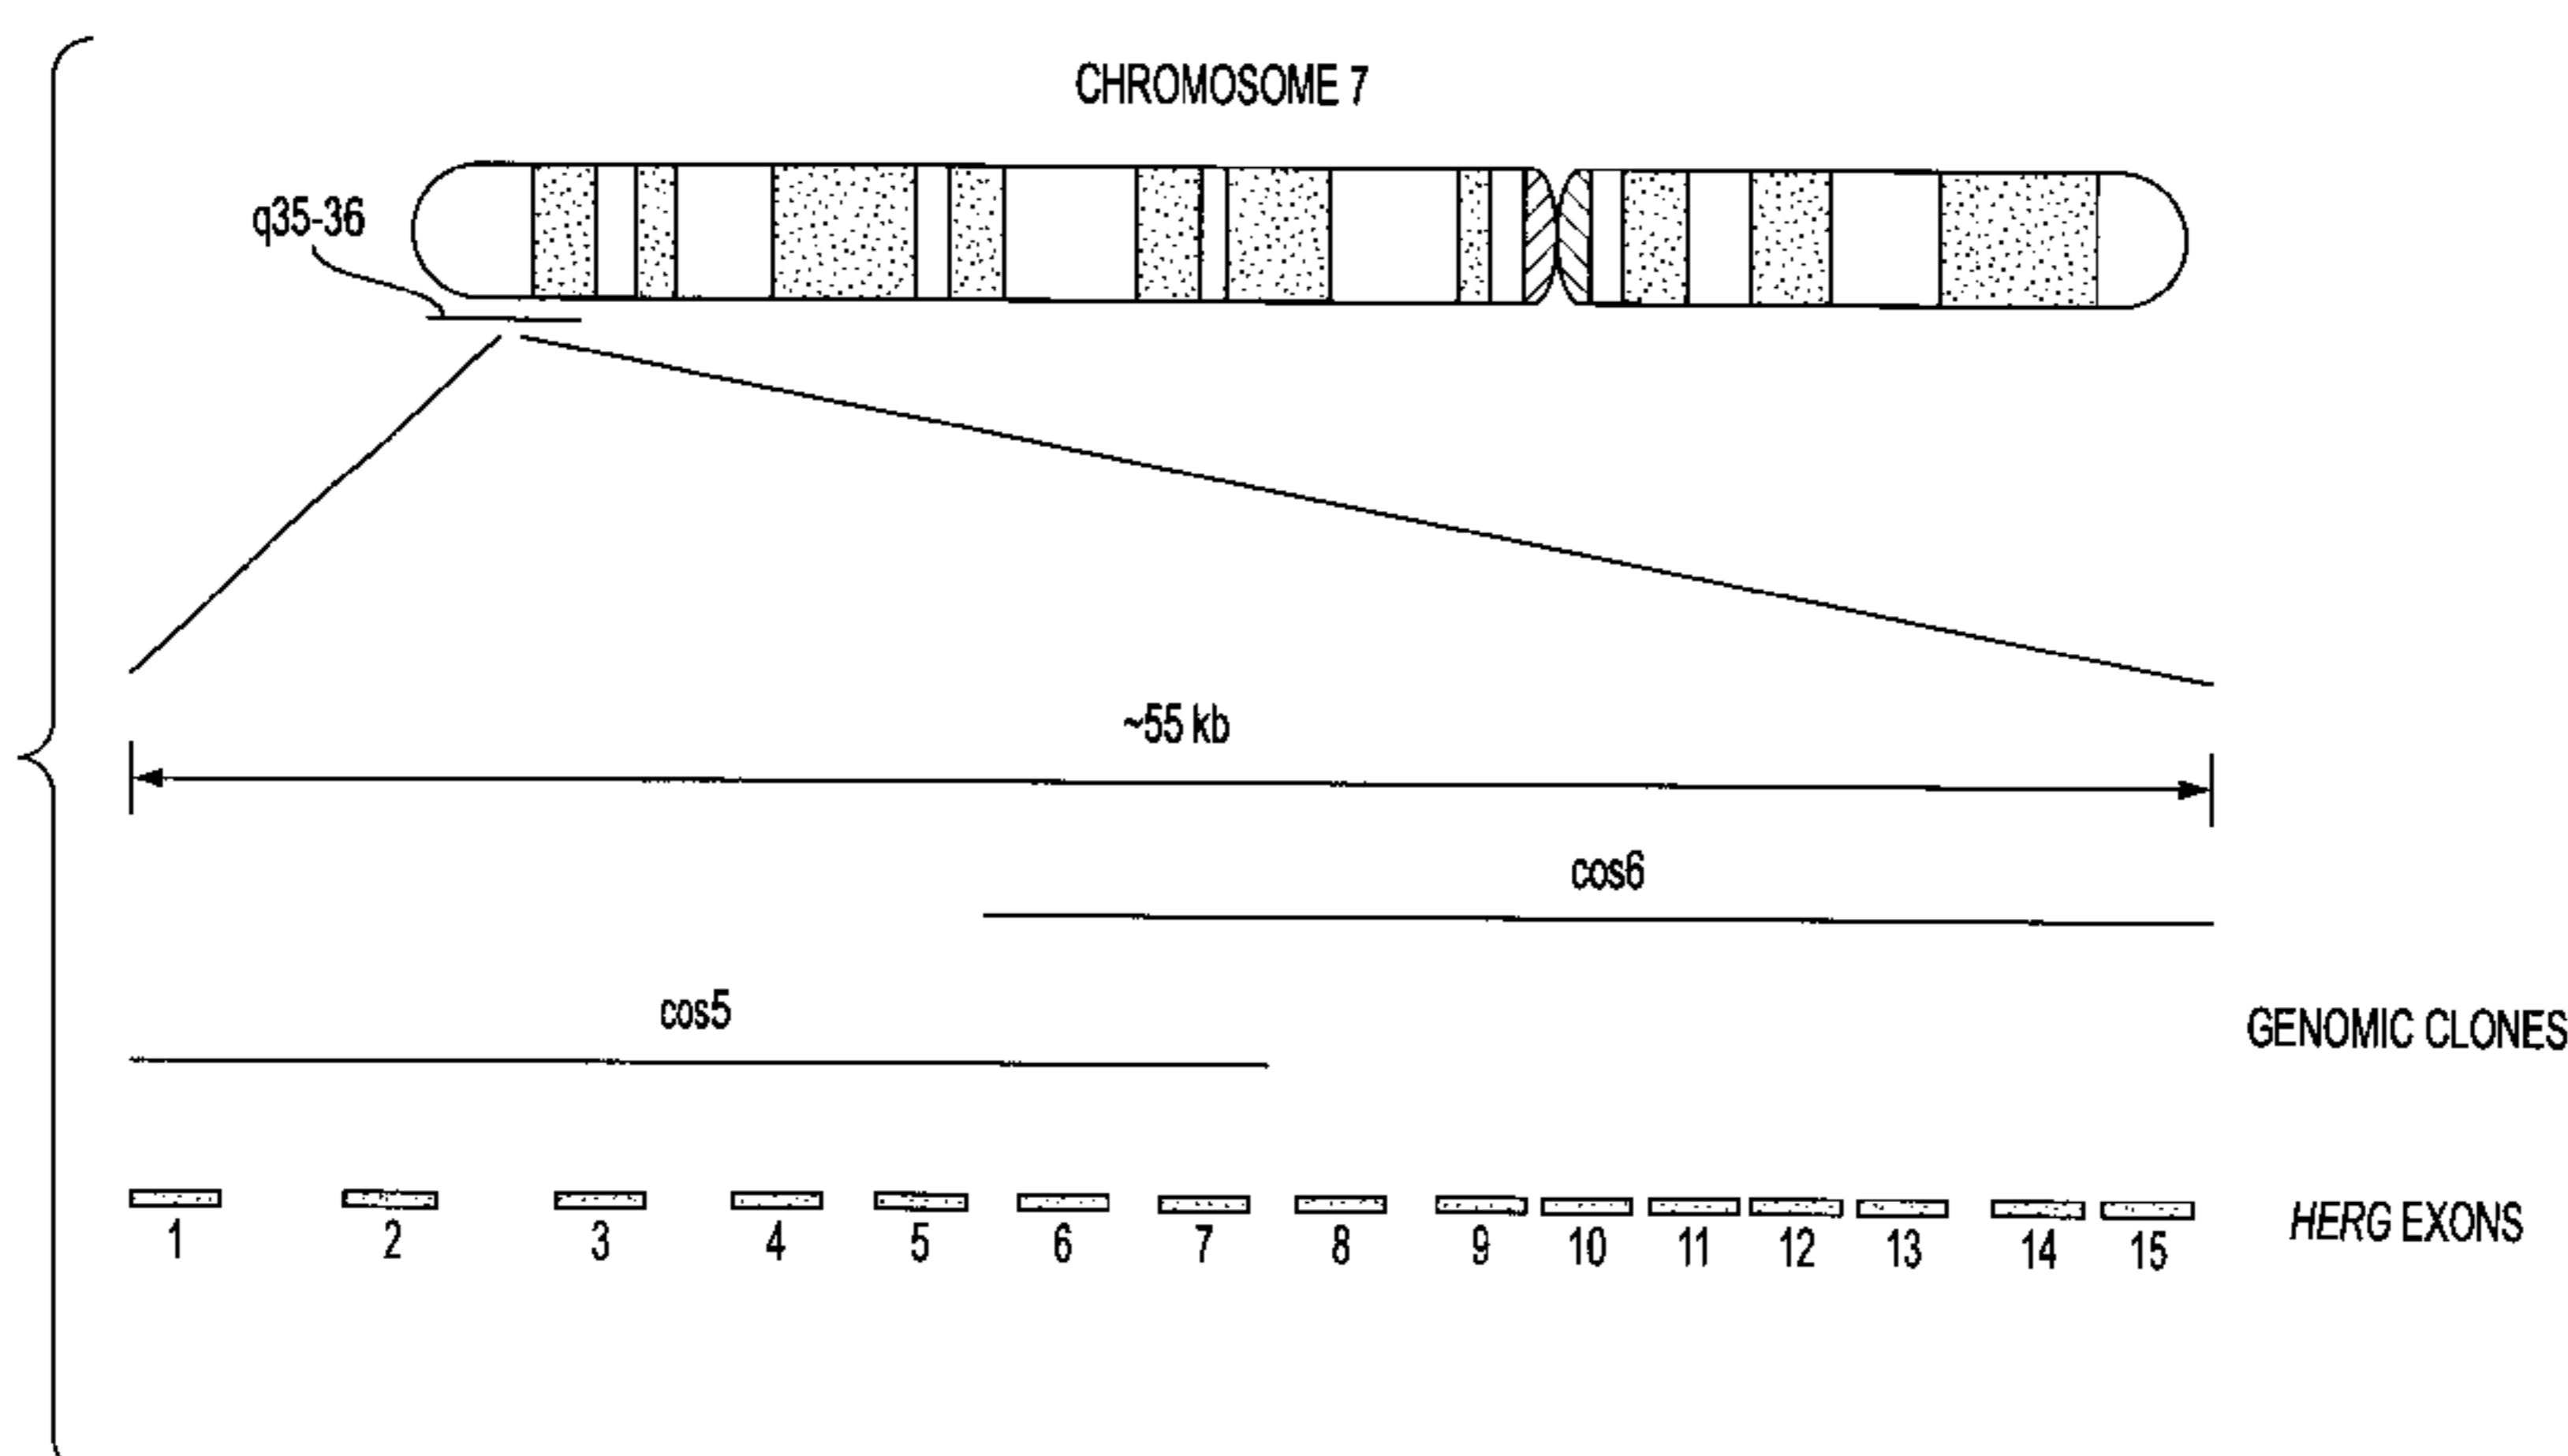 CHROMOSOME 7
q35-36
~55 kb
cos6
cos5
GENOMIC CLONES
1 2 3 4 5 6 7 8 9 10 11 12 13 14 15
HERG EXONS